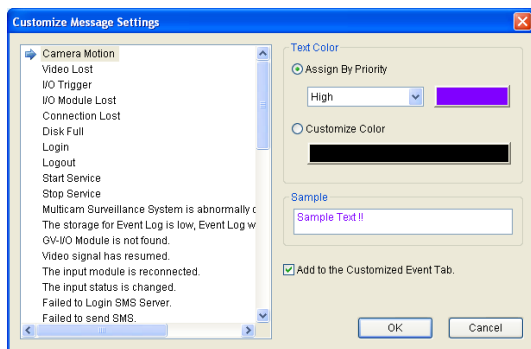 Customize Message Settings
Camera Motion
Video Lost
I/O Trigger
I/O Module Lost
Connection Lost
Disk Full
Login
Logout
Start Service
Stop Service
Multicam Surveillance System is abnormally
The storage for Event Log is low, Event Log
GV-I/O Module is not found.
Video signal has resumed.
The input module is reconnected.
The input status is changed.
Failed to Login SMS Server.
Failed to send SMS.
Text Color
Assign By Priority
High
Customize Color
Sample
Sample Text !!
Add to the Customized Event Tab.
OK
Cancel